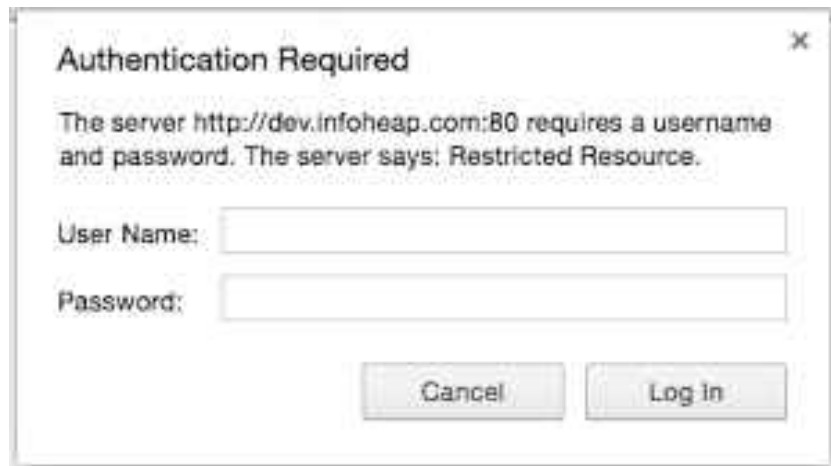 Authentication Required
The server http://dev.infoheap.com:80 requires a username
and password. The server says: Restricted Resource.
User Name:
Password:
Cancel Log In